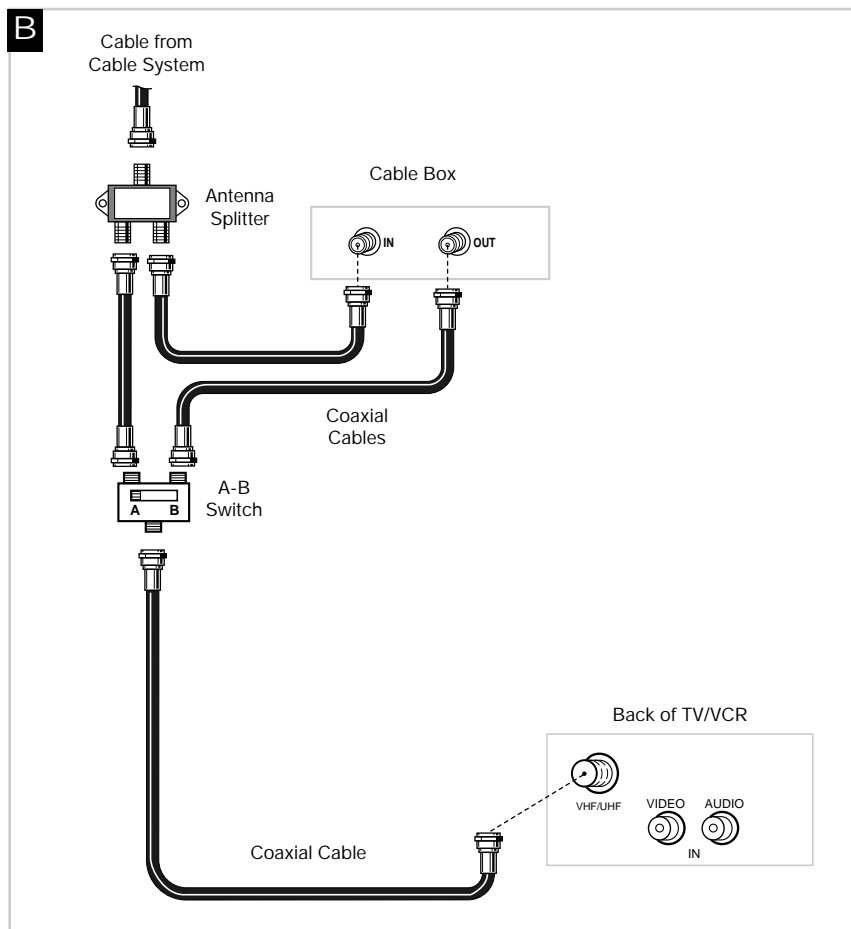 B
Cable from
Cable System
Antenna
Splitter
Cable Box
IN
OUT
Coaxial
Cables
A-B
Switch
A B
Back of TV/VCR
VHF/UHF
VIDEO
AUDIO
IN
Coaxial Cable